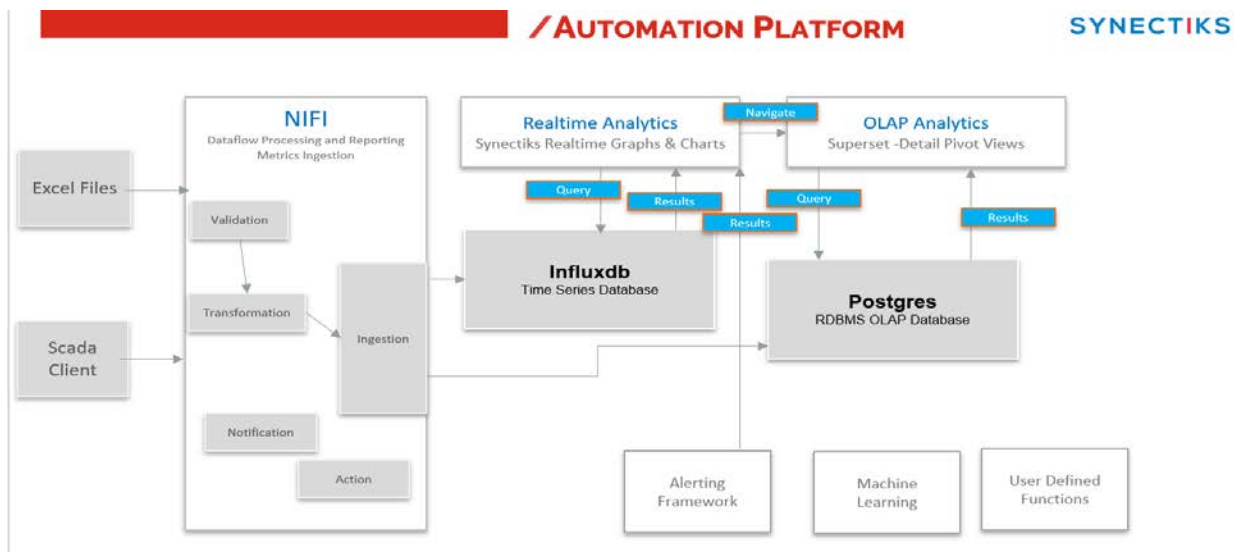 /AUTOMATION PLATFORM
SYNECTIKS
NIFI
Dataflow Processing and Reporting
Metrics Ingestion
Excel Files
Scada
Client
Validation
Transformation
Ingestion
Notification
Action
Realtime Analytics
Synectiks Realtime Graphs & Charts
Navigate
OLAP Analytics
Superset -Detail Pivot Views
Query
Results
Results
Query
Results
Influxdb
Time Series Database
Postgres
RDBMS OLAP Database
Alerting
Framework
Machine
Learning
User Defined
Functions